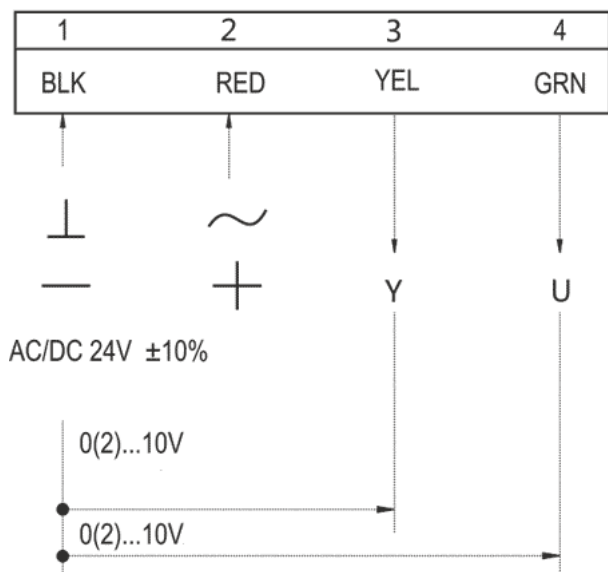 1 2 3 4
BLK RED YEL GRN
⊥ ~
— + Y U
AC/DC 24V ±10%
0(2)...10V
0(2)...10V